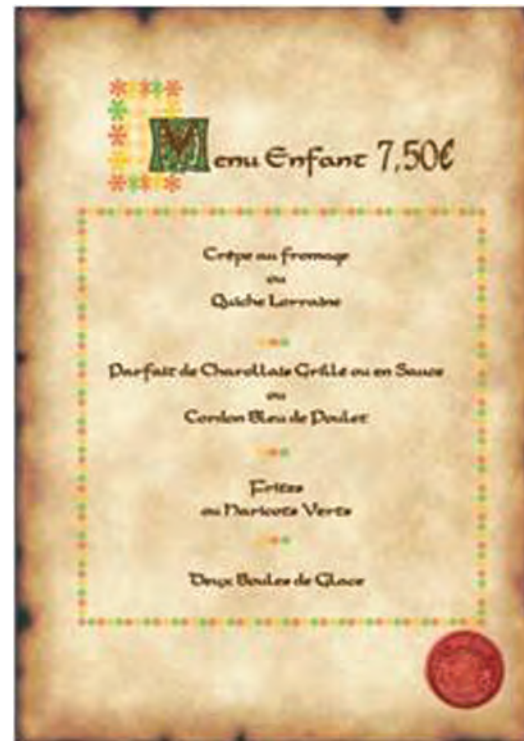 Menu Enfant 7,50€
Crêpe au fromage
ou
Quiche Lorraine
Parfait de Charollais Grillé ou en Sauce
ou
Cordon Bleu de Poulet
Frites
ou Haricots Verts
Deux Boules de Glace